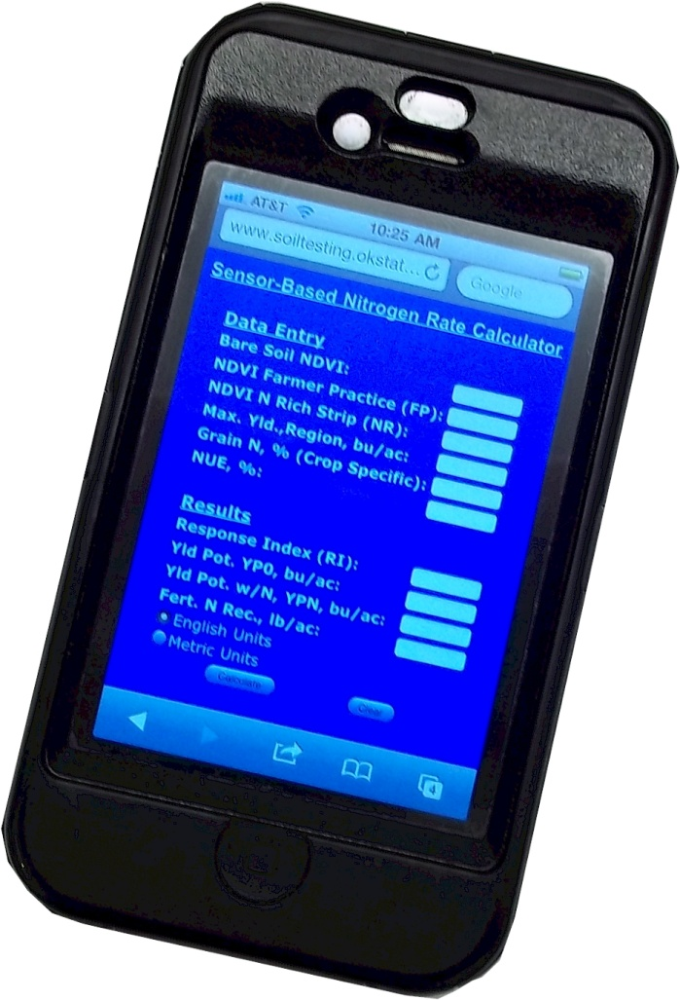 AT&T 10:25 AM
www.soiltesting.okstat... Google
Sensor-Based Nitrogen Rate Calculator
Data Entry
Bare Soil NDVI:
NDVI Farmer Practice (FP):
NDVI N Rich Strip (NR):
Max. Yld.,Region, bu/ac:
Grain N, % (Crop Specific):
NUE, %:
Results
Response Index (RI):
Yld Pot. YP0, bu/ac:
Yld Pot. w/N, YPN, bu/ac:
Fert. N Rec., lb/ac:
English Units
Metric Units
Calculate Clear
4